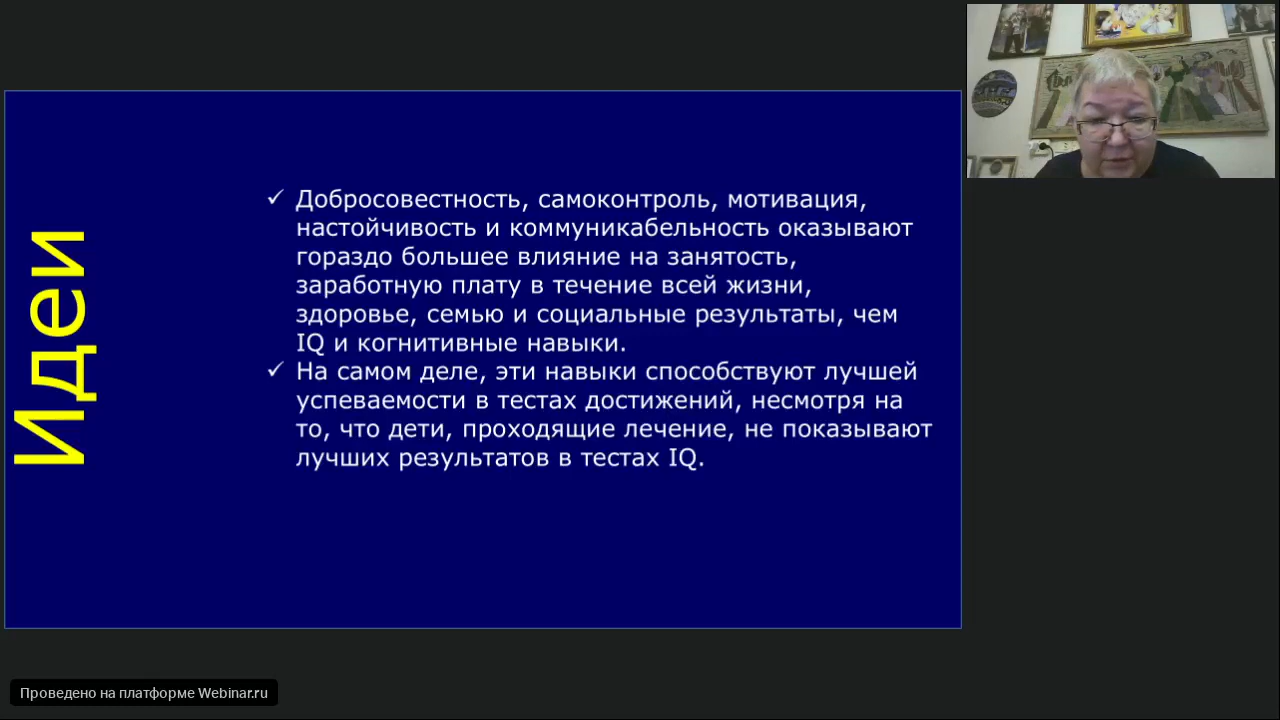 Идеи
✓ Добросовестность, самоконтроль, мотивация,
настойчивость и коммуникабельность оказывают
гораздо большее влияние на занятость,
заработную плату в течение всей жизни,
здоровье, семью и социальные результаты, чем
IQ и когнитивные навыки.
✓ На самом деле, эти навыки способствуют лучшей
успеваемости в тестах достижений, несмотря на
то, что дети, проходящие лечение, не показывают
лучших результатов в тестах IQ.
Проведено на платформе Webinar.ru